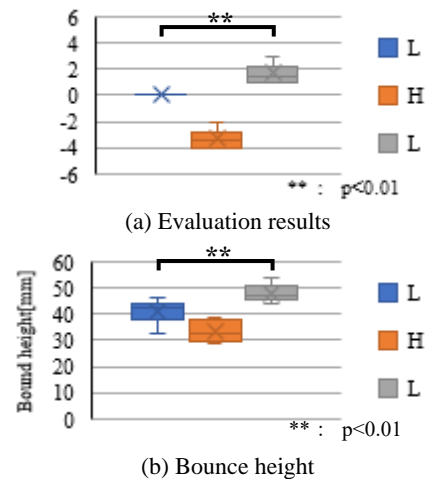 **
6
4
2
0
-2
-4
-6
L
H
L
** : p<0.01
(a) Evaluation results
**
Bound height[mm]
60
50
40
30
20
10
0
L
H
L
** : p<0.01
(b) Bounce height